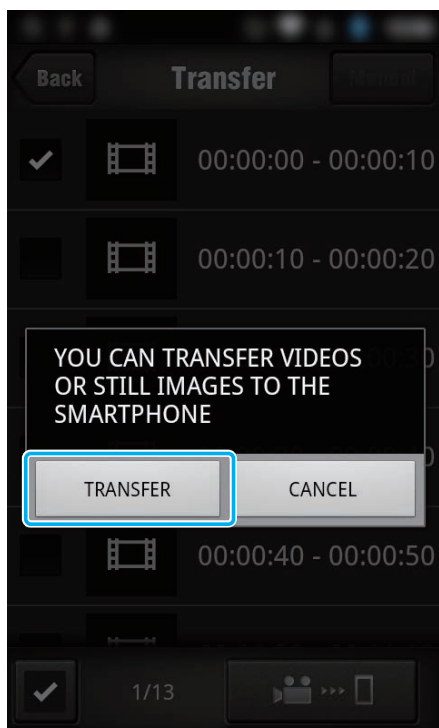 Back
Transfer
Manual
00:00:00 - 00:00:10
00:00:10 - 00:00:20
YOU CAN TRANSFER VIDEOS
OR STILL IMAGES TO THE
SMARTPHONE
TRANSFER
CANCEL
00:00:40 - 00:00:50
1/13